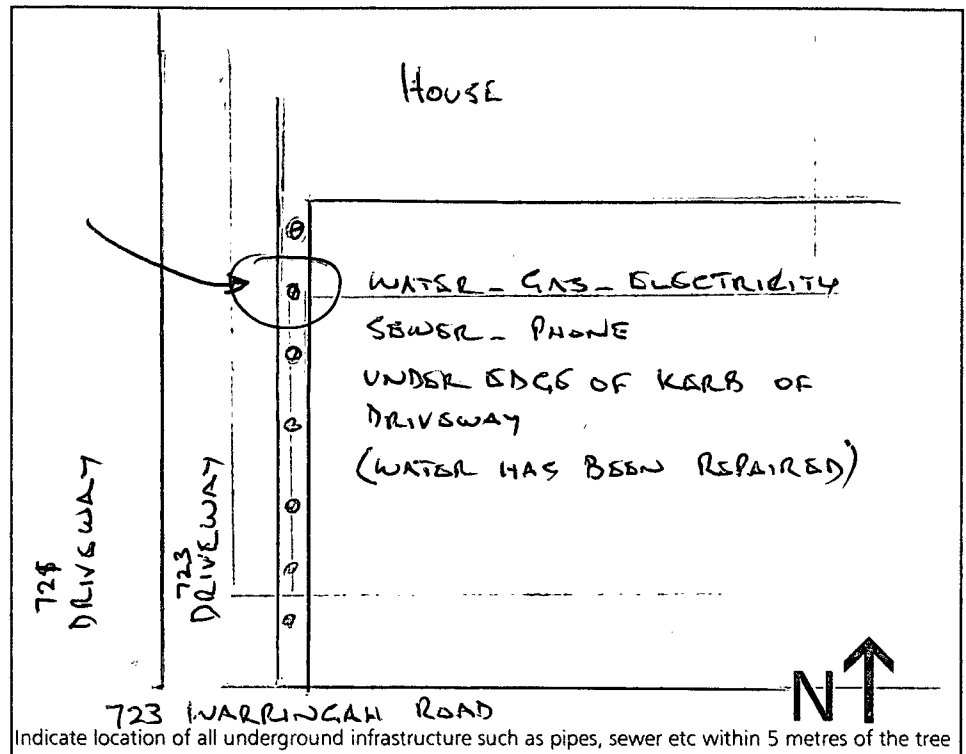 HOUSE
WATER - GAS - ELECTRICITY
SEWER - PHONE
UNDER EDGE OF KERB OF
DRIVEWAY
(WATER HAS BEEN REPAIRED)
DRIVEWAY
723
DRIVEWAY
N
723 WARRINGAH ROAD
Indicate location of all underground infrastructure such as pipes, sewer etc within 5 metres of the tree